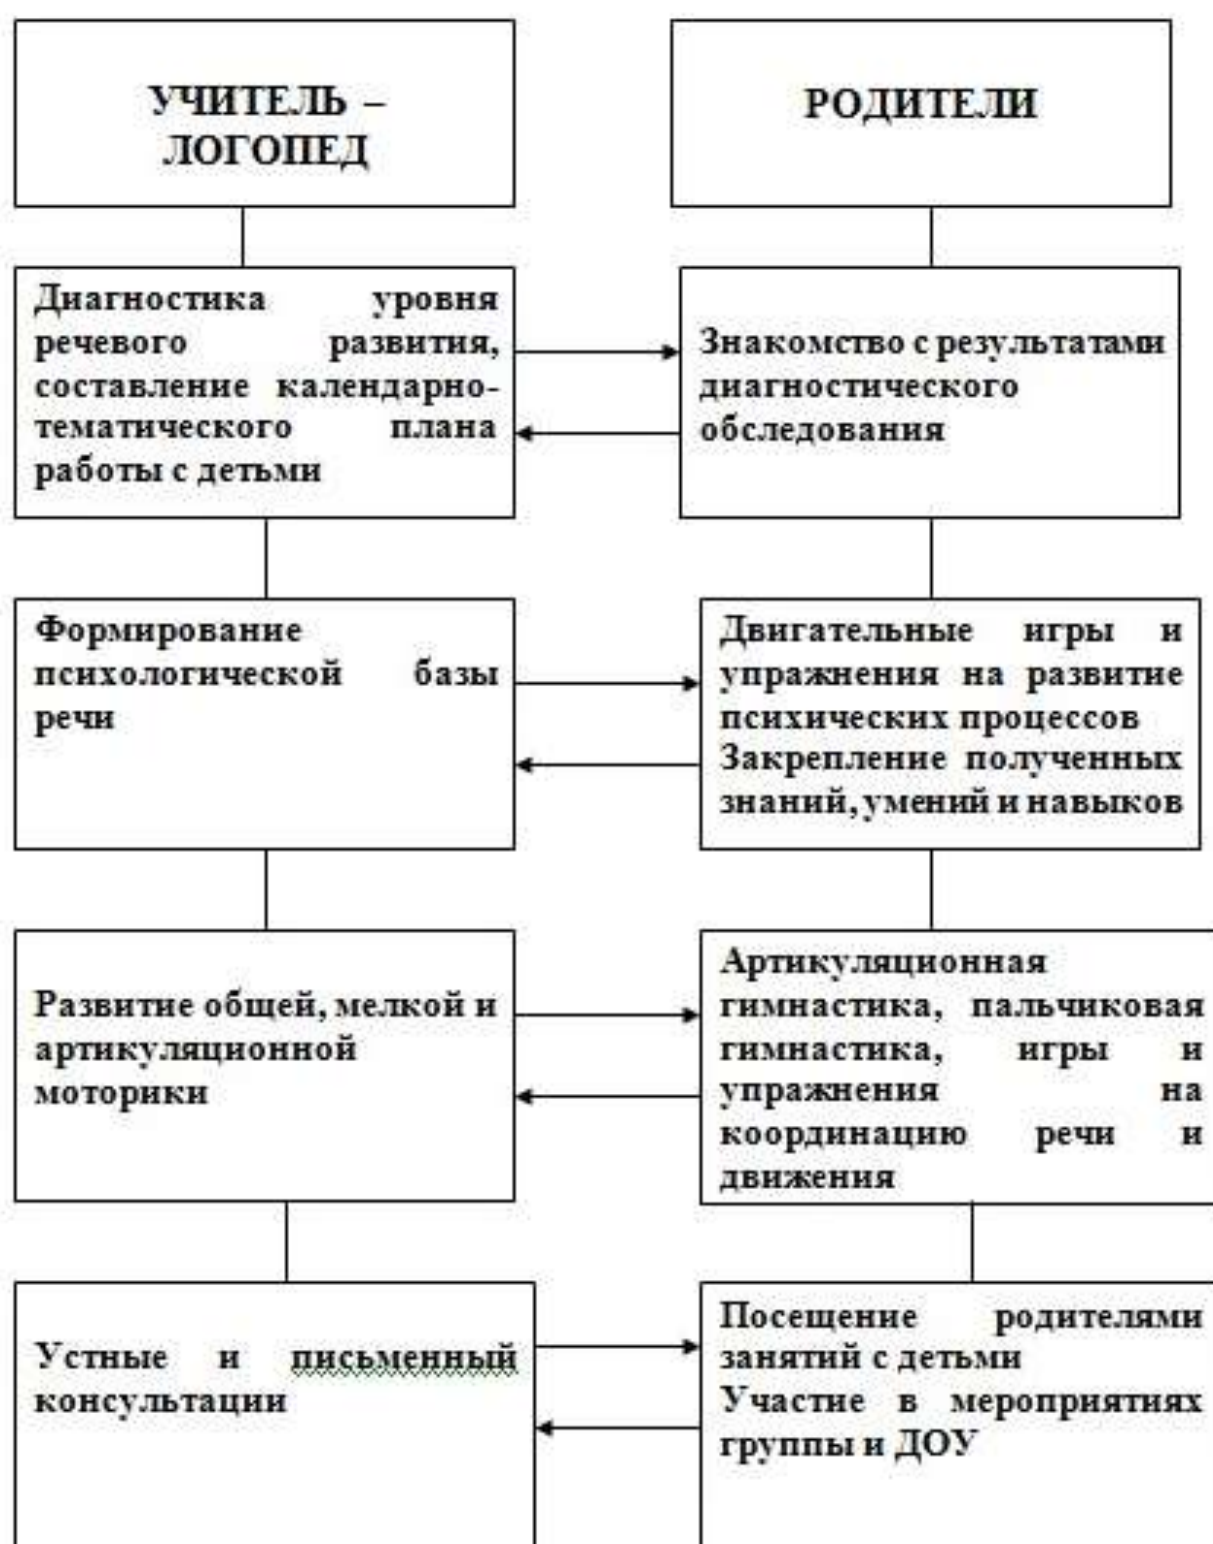 УЧИТЕЛЬ –
ЛОГОПЕД
РОДИТЕЛИ
Диагностика уровня
речевого развития,
составление календарно-
тематического плана
работы с детьми
Знакомство с результатами
диагностического
обследования
Формирование
психологической базы
речи
Двигательные игры и
упражнения на развитие
психических процессов
Закрепление полученных
знаний, умений и навыков
Развитие общей, мелкой и
артикуляционной
моторики
Артикуляционная
гимнастика, пальчиковая
гимнастика, игры и
упражнения на
координацию речи и
движения
Устные и письменный
консультации
Посещение родителями
занятий с детьми
Участие в мероприятиях
группы и ДОУ